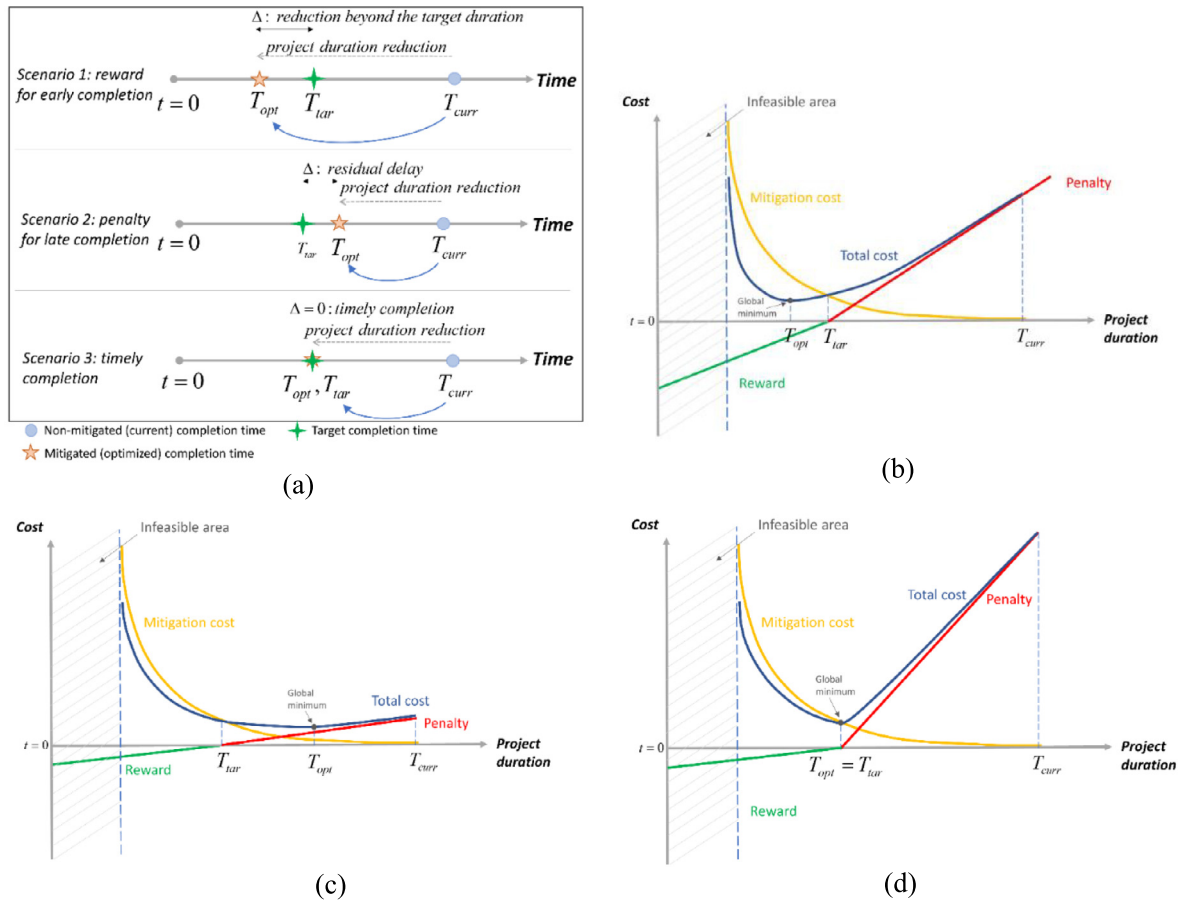 Δ: reduction beyond the target duration
project duration reduction
Scenario 1: reward
for early completion
Time
t = 0
T_opt
T_tar
T_curr
Δ: residual delay
project duration reduction
Scenario 2: penalty
for late completion
Time
t = 0
T_tar
T_opt
T_curr
Δ = 0: timely completion
project duration reduction
Scenario 3: timely
completion
Time
t = 0
T_opt, T_tar
T_curr
Non-mitigated (current) completion time
Target completion time
Mitigated (optimized) completion time
(a)
Cost
Infeasible area
Mitigation cost
Penalty
Total cost
Global
minimum
t = 0
T_opt
T_tar
T_curr
Project
duration
Reward
(b)
Cost
Infeasible area
Mitigation cost
Global
minimum
Total cost
Penalty
t = 0
Reward
T_tar
T_opt
T_curr
Project
duration
(c)
Cost
Infeasible area
Total cost
Penalty
Mitigation cost
Global
minimum
t = 0
T_opt = T_tar
T_curr
Project
duration
Reward
(d)